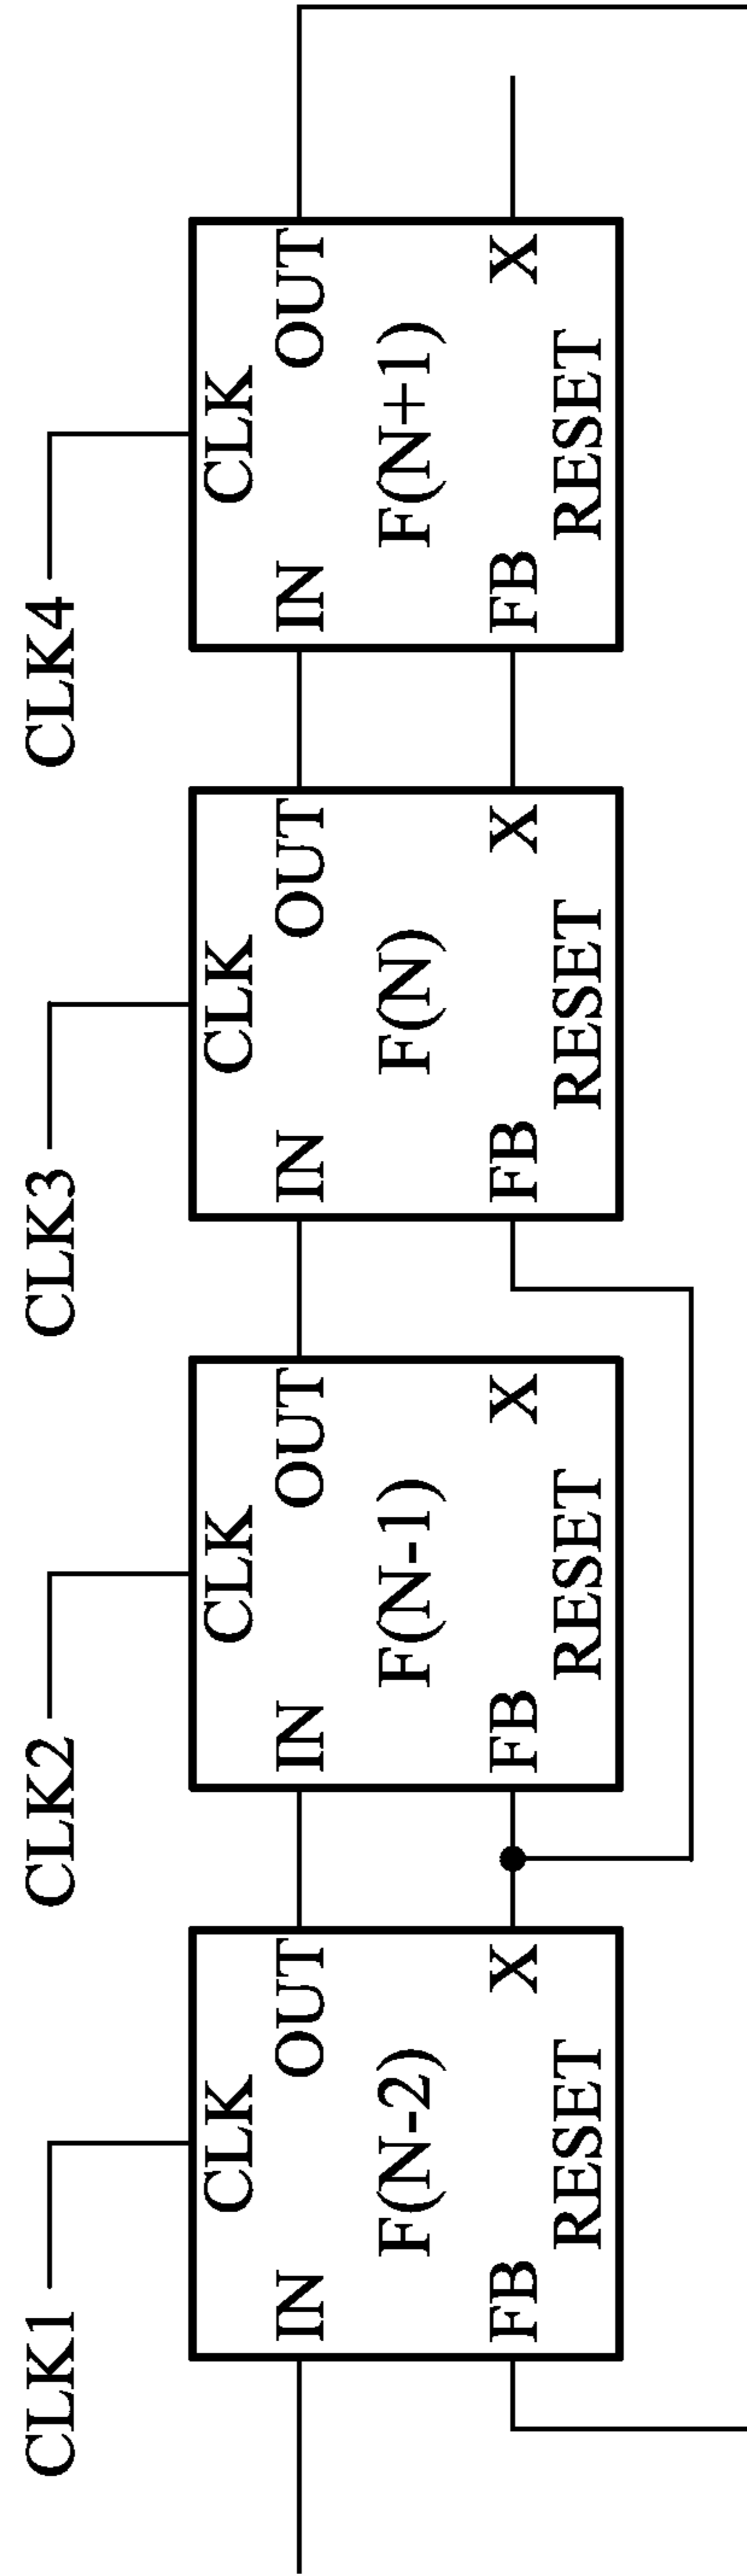 CLK1
CLK2
CLK3
CLK4
CLK
IN
OUT
F(N-2)
FB
X
RESET
CLK
IN
OUT
F(N-1)
FB
X
RESET
CLK
IN
OUT
F(N)
FB
X
RESET
CLK
IN
OUT
F(N+1)
FB
X
RESET